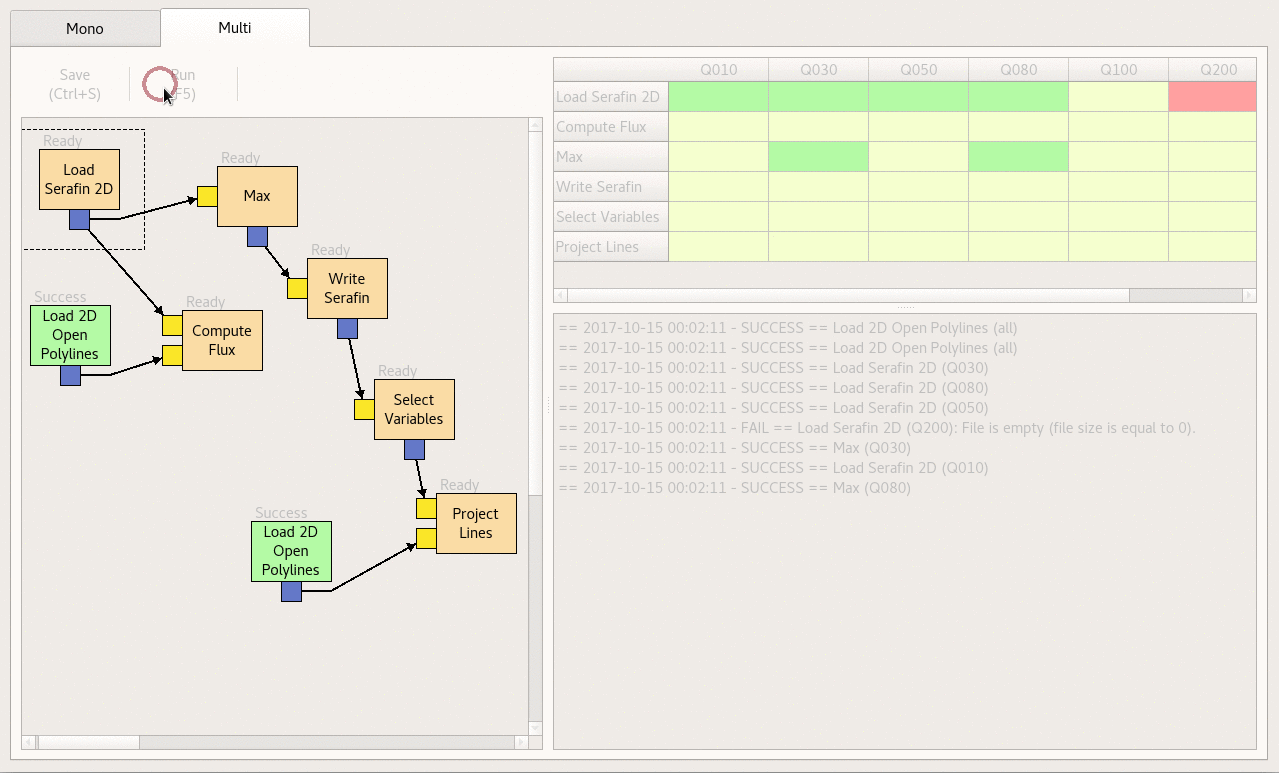 Mono
Multi
Save
(Ctrl+S)
Run
F5)
Ready
Load
Serafin 2D
Ready
Max
Ready
Write
Serafin
Success
Load 2D
Open
Polylines
Ready
Compute
Flux
Ready
Select
Variables
Ready
Project
Lines
Success
Load 2D
Open
Polylines
Q010 Q030 Q050 Q080 Q100 Q200
Load Serafin 2D
Compute Flux
Max
Write Serafin
Select Variables
Project Lines
== 2017-10-15 00:02:11 - SUCCESS == Load 2D Open Polylines (all)
== 2017-10-15 00:02:11 - SUCCESS == Load 2D Open Polylines (all)
== 2017-10-15 00:02:11 - SUCCESS == Load Serafin 2D (Q030)
== 2017-10-15 00:02:11 - SUCCESS == Load Serafin 2D (Q080)
== 2017-10-15 00:02:11 - SUCCESS == Load Serafin 2D (Q050)
== 2017-10-15 00:02:11 - FAIL == Load Serafin 2D (Q200): File is empty (file size is equal to 0).
== 2017-10-15 00:02:11 - SUCCESS == Max (Q030)
== 2017-10-15 00:02:11 - SUCCESS == Load Serafin 2D (Q010)
== 2017-10-15 00:02:11 - SUCCESS == Max (Q080)